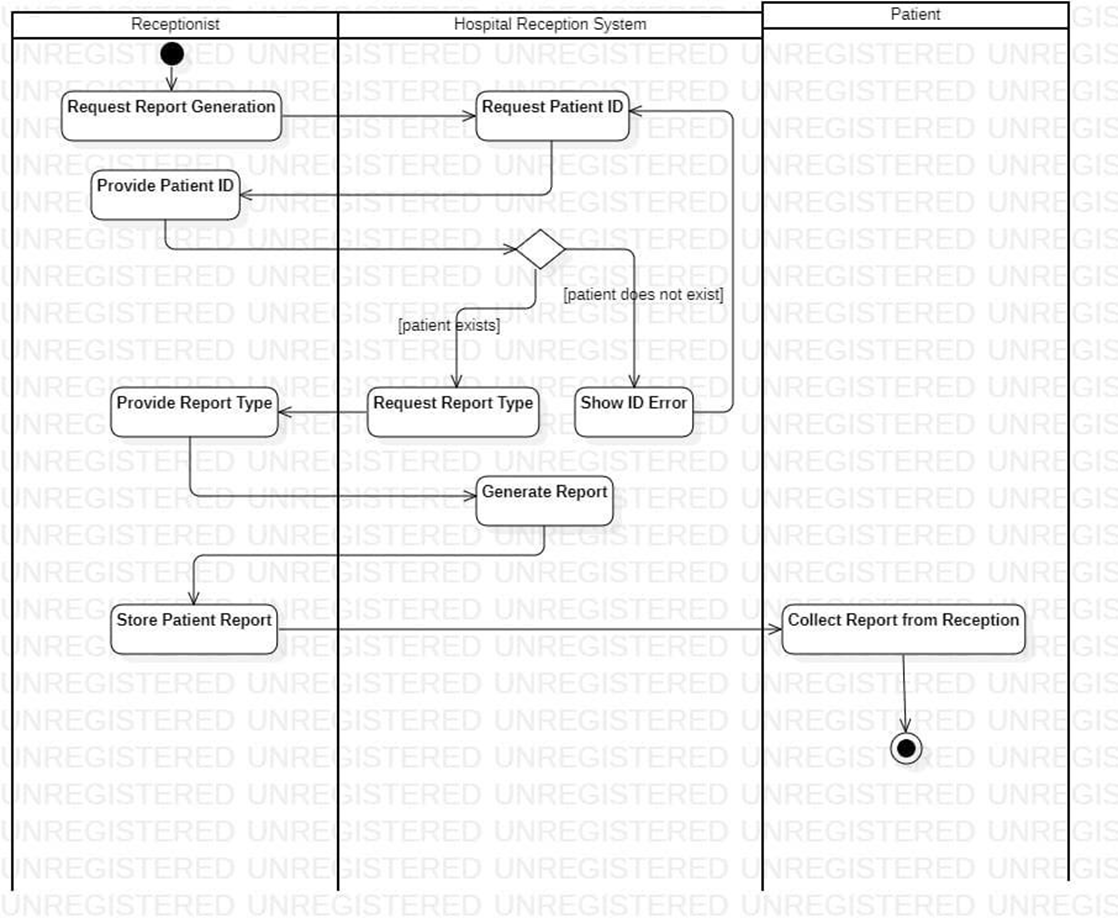 Receptionist
Hospital Reception System
Patient
Request Report Generation
Request Patient ID
Provide Patient ID
[patient does not exist]
[patient exists]
Provide Report Type
Request Report Type
Show ID Error
Generate Report
Store Patient Report
Collect Report from Reception
UNREGISTERED